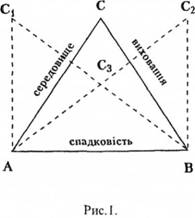 C₁ C C₂
середовище
виховання
C₃
спадковість
A B
Рис.1.